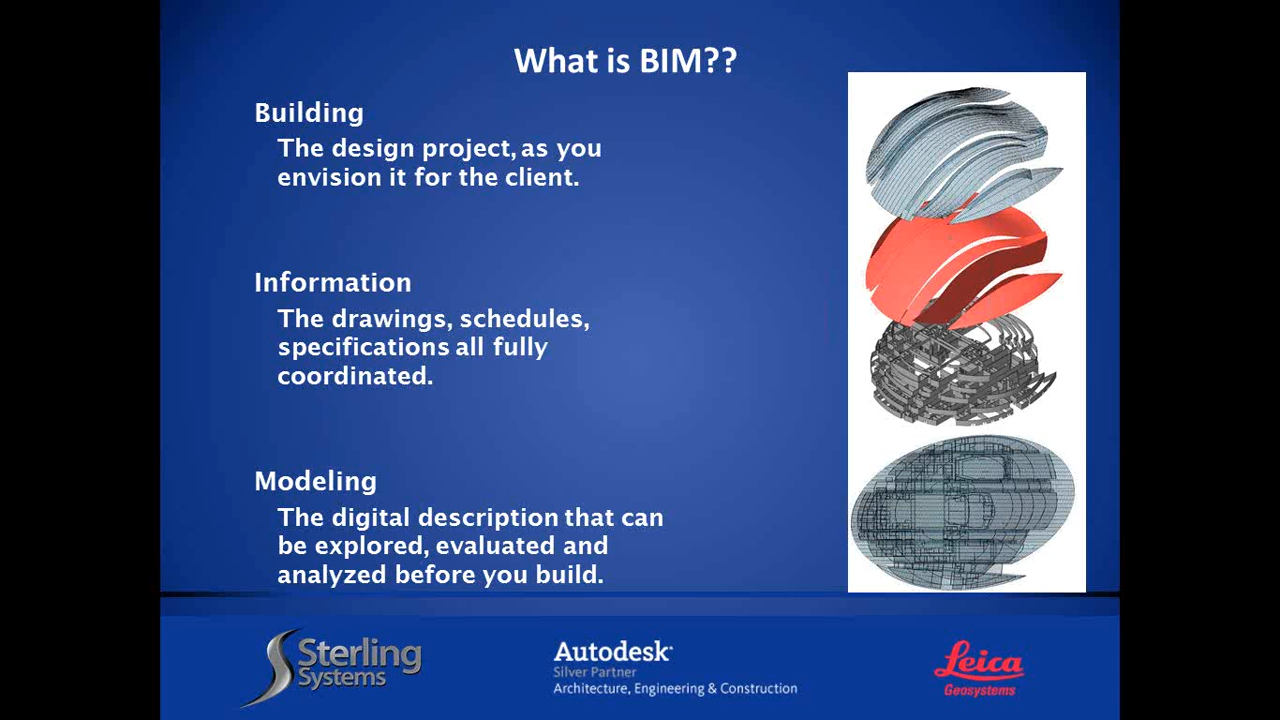 What is BIM??
Building
The design project, as you
envision it for the client.
Information
The drawings, schedules,
specifications all fully
coordinated.
Modeling
The digital description that can
be explored, evaluated and
analyzed before you build.
Sterling
Systems
Autodesk®
Silver Partner
Architecture, Engineering & Construction
Leica
Geosystems